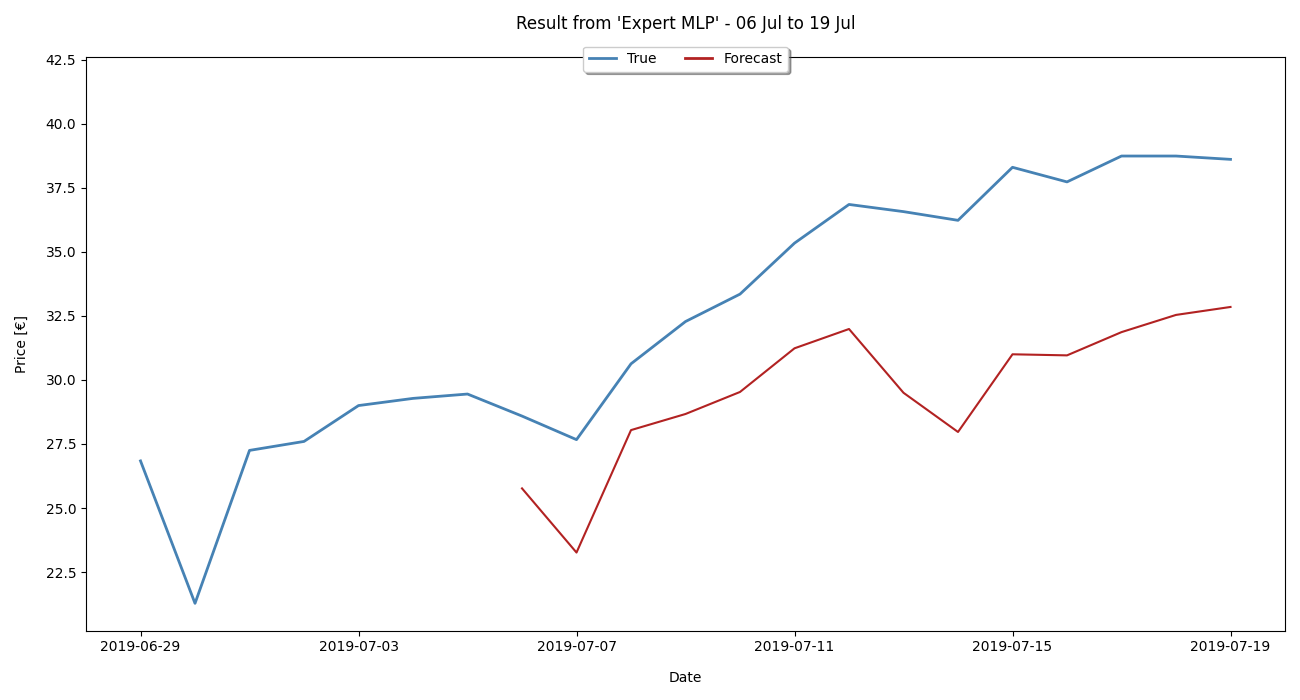 Result from 'Expert MLP' - 06 Jul to 19 Jul
True Forecast
42.5
40.0
37.5
35.0
32.5
30.0
27.5
25.0
22.5
Price [€]
2019-06-29 2019-07-03 2019-07-07 2019-07-11 2019-07-15 2019-07-19
Date